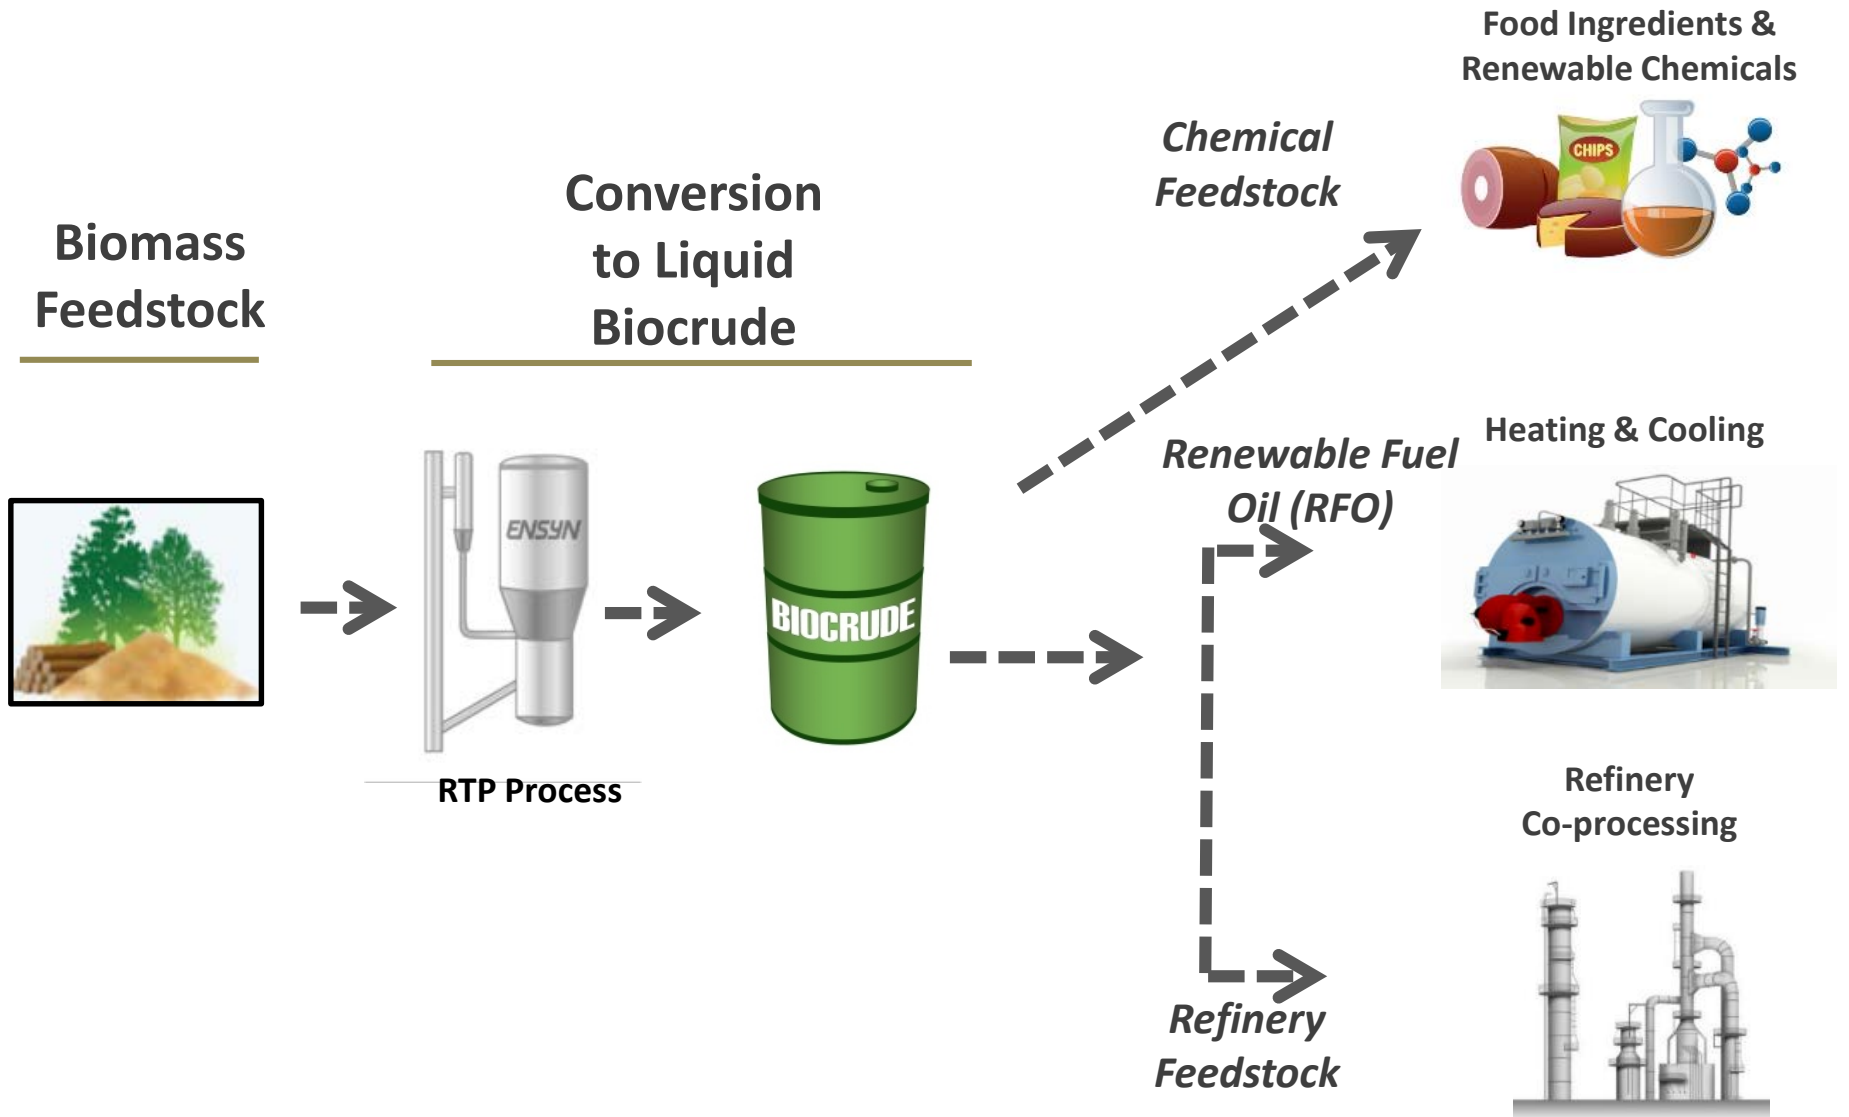 Biomass
Feedstock
Conversion
to Liquid
Biocrude
ENSYN
RTP Process
BIOCRUDE
Chemical
Feedstock
Food Ingredients &
Renewable Chemicals
CHIPS
Renewable Fuel
Oil (RFO)
Heating & Cooling
Refinery
Co-processing
Refinery
Feedstock